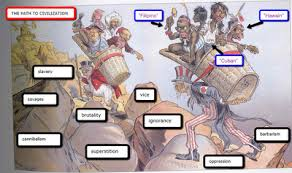 THE PATH TO CIVILIZATION
"Filipino"
"Hawaiin"
"Cuban"
slavery
vice
savages
brutality
ignorance
barbarism
cannibalism
superstition
oppression